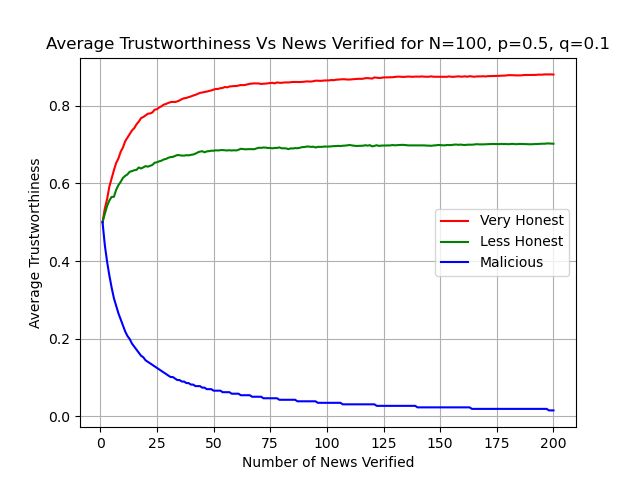 Average Trustworthiness Vs News Verified for N=100, p=0.5, q=0.1
Average Trustworthiness
0.8
0.6
0.4
0.2
0.0
Very Honest
Less Honest
Malicious
0 25 50 75 100 125 150 175 200
Number of News Verified